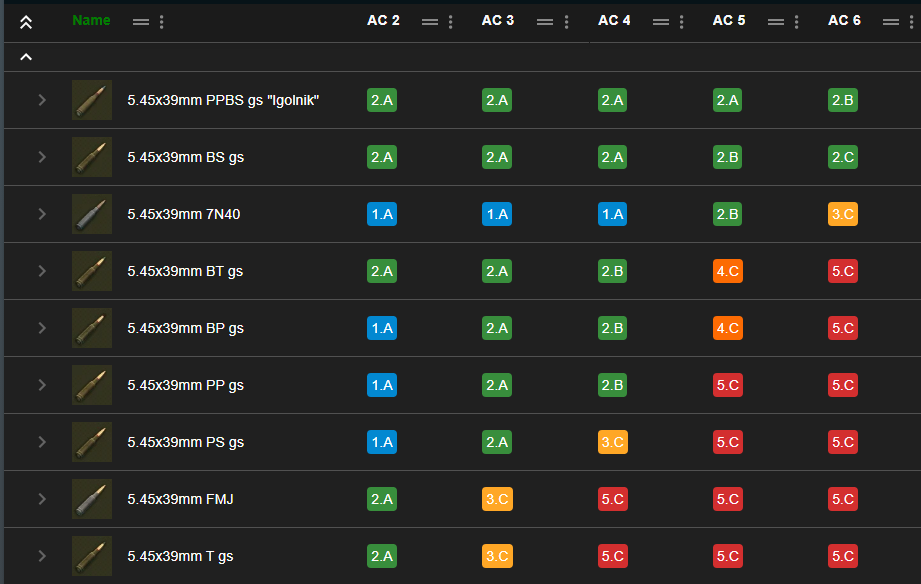 Name AC 2 AC 3 AC 4 AC 5 AC 6
5.45x39mm PPBS gs "Igolnik" 2.A 2.A 2.A 2.A 2.B
5.45x39mm BS gs 2.A 2.A 2.A 2.B 2.C
5.45x39mm 7N40 1.A 1.A 1.A 2.B 3.C
5.45x39mm BT gs 2.A 2.A 2.B 4.C 5.C
5.45x39mm BP gs 1.A 2.A 2.B 4.C 5.C
5.45x39mm PP gs 1.A 2.A 2.B 5.C 5.C
5.45x39mm PS gs 1.A 2.A 3.C 5.C 5.C
5.45x39mm FMJ 2.A 3.C 5.C 5.C 5.C
5.45x39mm T gs 2.A 3.C 5.C 5.C 5.C